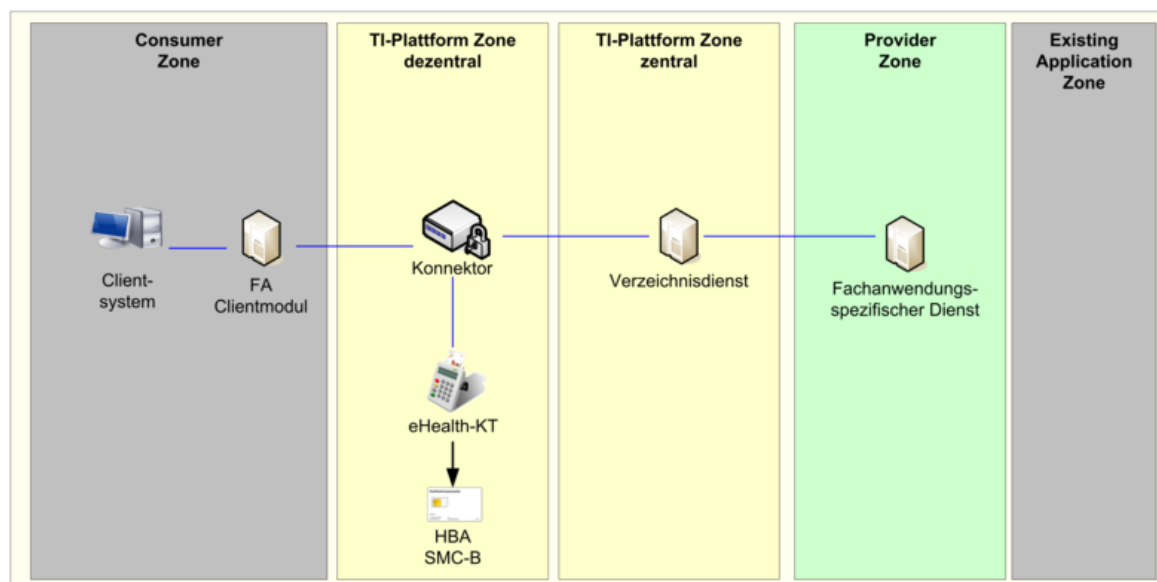 Consumer
Zone
TI-Plattform Zone
dezentral
TI-Plattform Zone
zentral
Provider
Zone
Existing
Application
Zone
Client-
system
FA
Clientmodul
Konnektor
Verzeichnisdienst
Fachanwendungs-
spezifischer Dienst
eHealth-KT
HBA
SMC-B